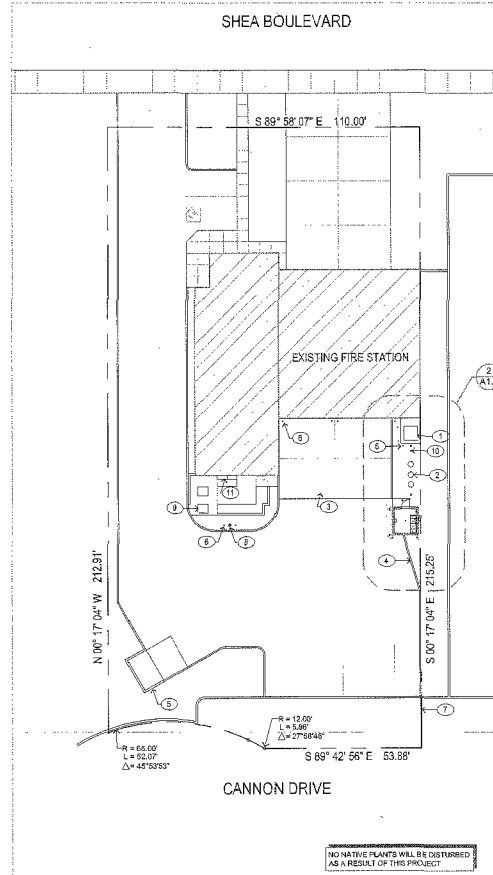 SHEA BOULEVARD
S 89° 58' 07" E 110.00'
EXISTING FIRE STATION
2
A1.
6
1
6
10
2
11
3
9
6
8
4
N 00° 17' 04" W 212.91'
S 00° 17' 04" E 215.25'
5
7
R = 12.00'
L = 5.86'
△= 27°58'46"
R = 65.00'
L = 52.07'
△= 45°53'53"
S 89° 42' 56" E 53.88'
CANNON DRIVE
NO NATIVE PLANTS WILL BE DISTURBED
AS A RESULT OF THIS PROJECT